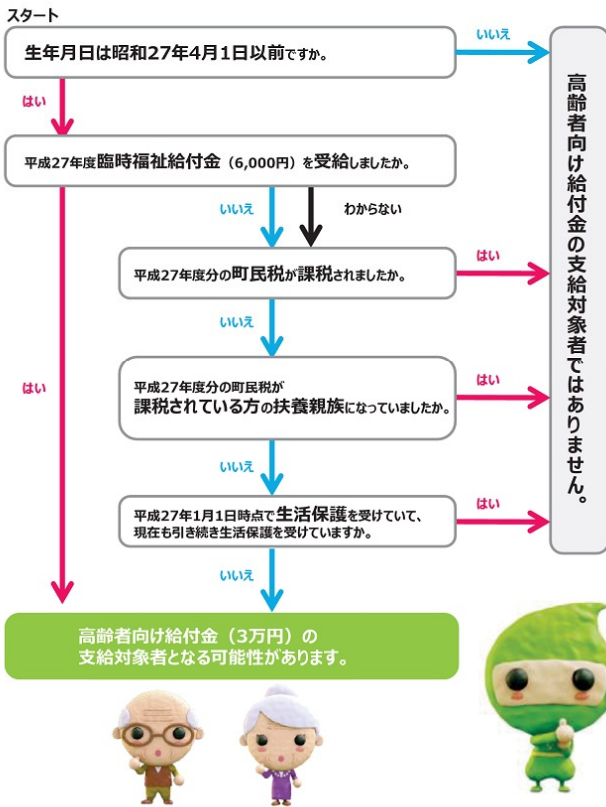 スタート
生年月日は昭和27年4月1日以前ですか。
いいえ
はい
平成27年度臨時福祉給付金（6,000円）を受給しましたか。
いいえ
わからない
平成27年度分の町民税が課税されましたか。
はい
いいえ
平成27年度分の町民税が
課税されている方の扶養親族になっていましたか。
はい
はい
いいえ
平成27年1月1日時点で生活保護を受けていて、
現在も引き続き生活保護を受けていますか。
はい
いいえ
高齢者向け給付金の支給対象者ではありません。
高齢者向け給付金（3万円）の
支給対象者となる可能性があります。